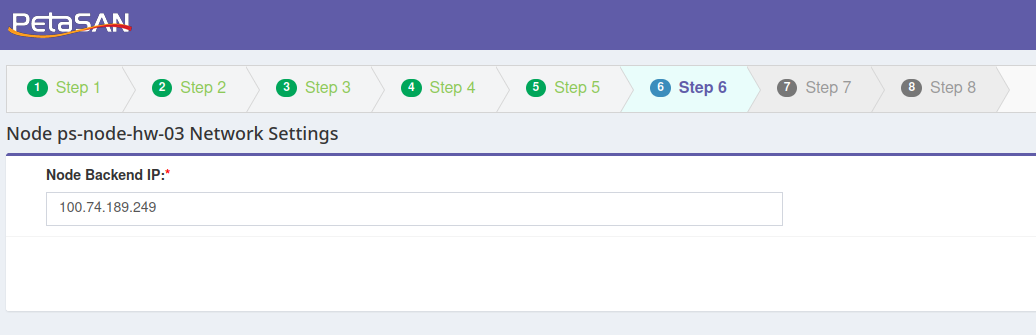 PetaSAN
1 Step 1 2 Step 2 3 Step 3 4 Step 4 5 Step 5 6 Step 6 7 Step 7 8 Step 8
Node ps-node-hw-03 Network Settings
Node Backend IP:*
100.74.189.249